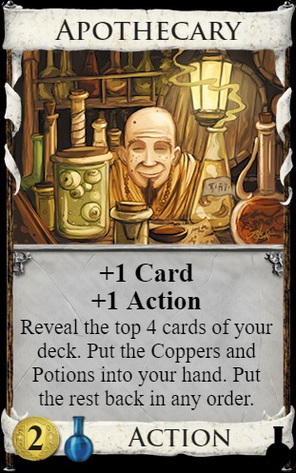 APOTHECARY
+1 Card
+1 Action
Reveal the top 4 cards of your
deck. Put the Coppers and
Potions into your hand. Put
the rest back in any order.
2 ACTION